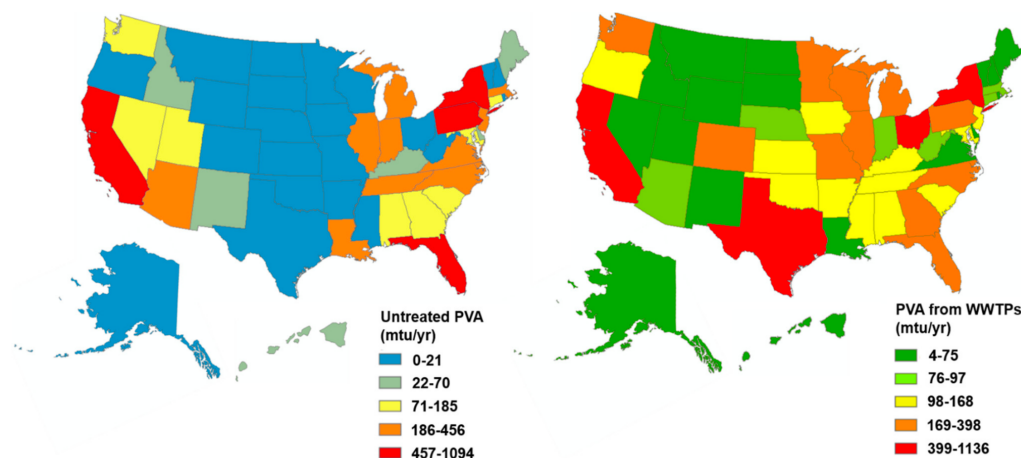 Untreated PVA
(mtu/yr)
0-21
22-70
71-185
186-456
457-1094
PVA from WWTPs
(mtu/yr)
4-75
76-97
98-168
169-398
399-1136